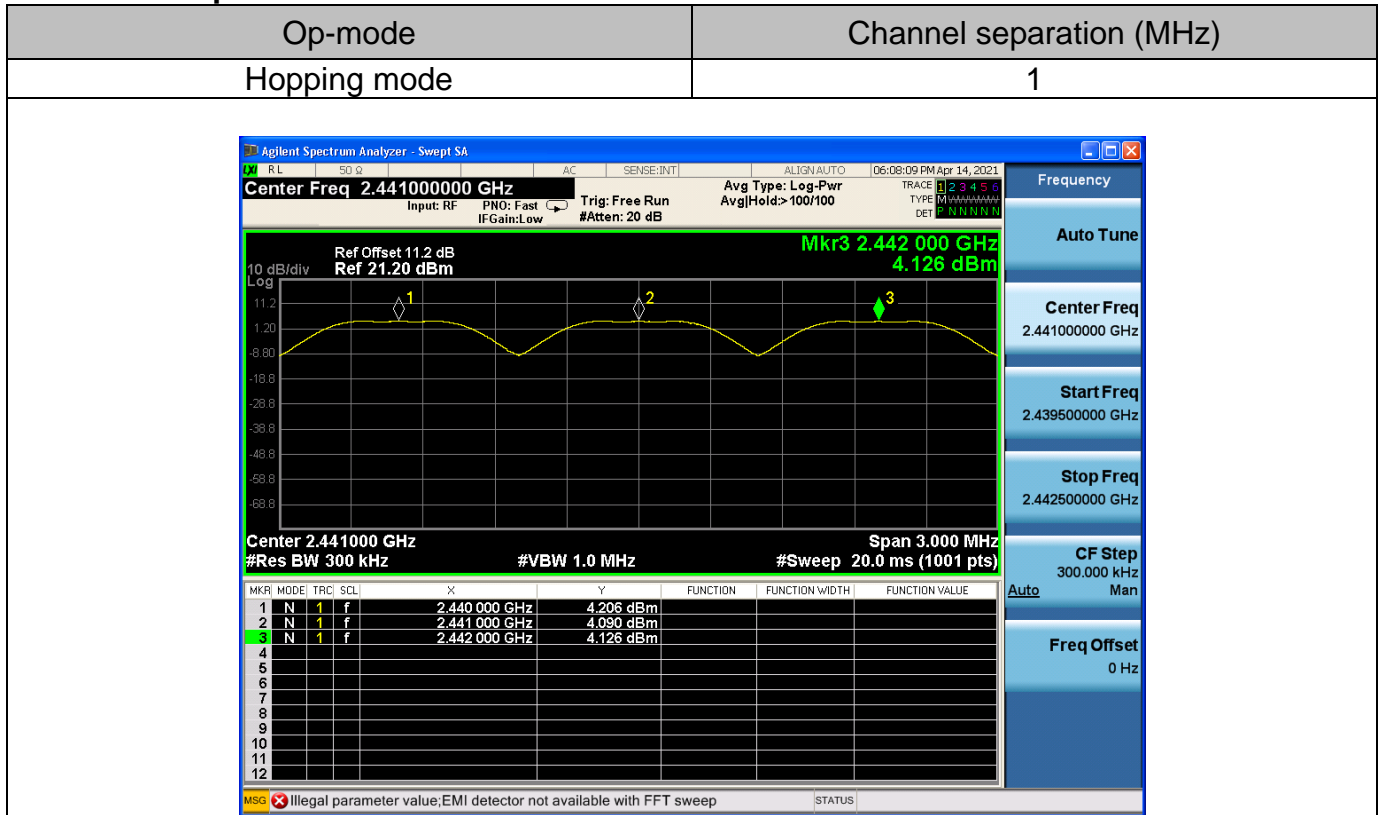 Op-mode Channel separation (MHz)
Hopping mode 1
Agilent Spectrum Analyzer - Swept SA
LXI RL 50 Ω AC SENSE:INT ALIGN AUTO 06:08:09 PM Apr 14, 2021
Center Freq 2.441000000 GHz
Input: RF PNO: Fast IFGain:Low
Trig: Free Run #Atten: 20 dB
Avg Type: Log-Pwr Avg|Hold:>100/100
TRACE 1 2 3 4 5 6
TYPE M WWWWW
DET P N N N N N
Frequency
Auto Tune
Center Freq
2.441000000 GHz
Start Freq
2.439500000 GHz
Stop Freq
2.442500000 GHz
CF Step
300.000 kHz
Auto Man
Freq Offset
0 Hz
Mkr3 2.442 000 GHz
4.126 dBm
Ref Offset 11.2 dB
10 dB/div Ref 21.20 dBm
Log
1 2 3
11.2
1.20
-8.80
-18.8
-28.8
-38.8
-48.8
-58.8
-68.8
Center 2.441000 GHz Span 3.000 MHz
#Res BW 300 kHz #VBW 1.0 MHz #Sweep 20.0 ms (1001 pts)
MKR MODE TRC SCL X Y FUNCTION FUNCTION WIDTH FUNCTION VALUE
1 N 1 f 2.440 000 GHz 4.206 dBm
2 N 1 f 2.441 000 GHz 4.090 dBm
3 N 1 f 2.442 000 GHz 4.126 dBm
4
5
6
7
8
9
10
11
12
MSG Illegal parameter value;EMI detector not available with FFT sweep STATUS